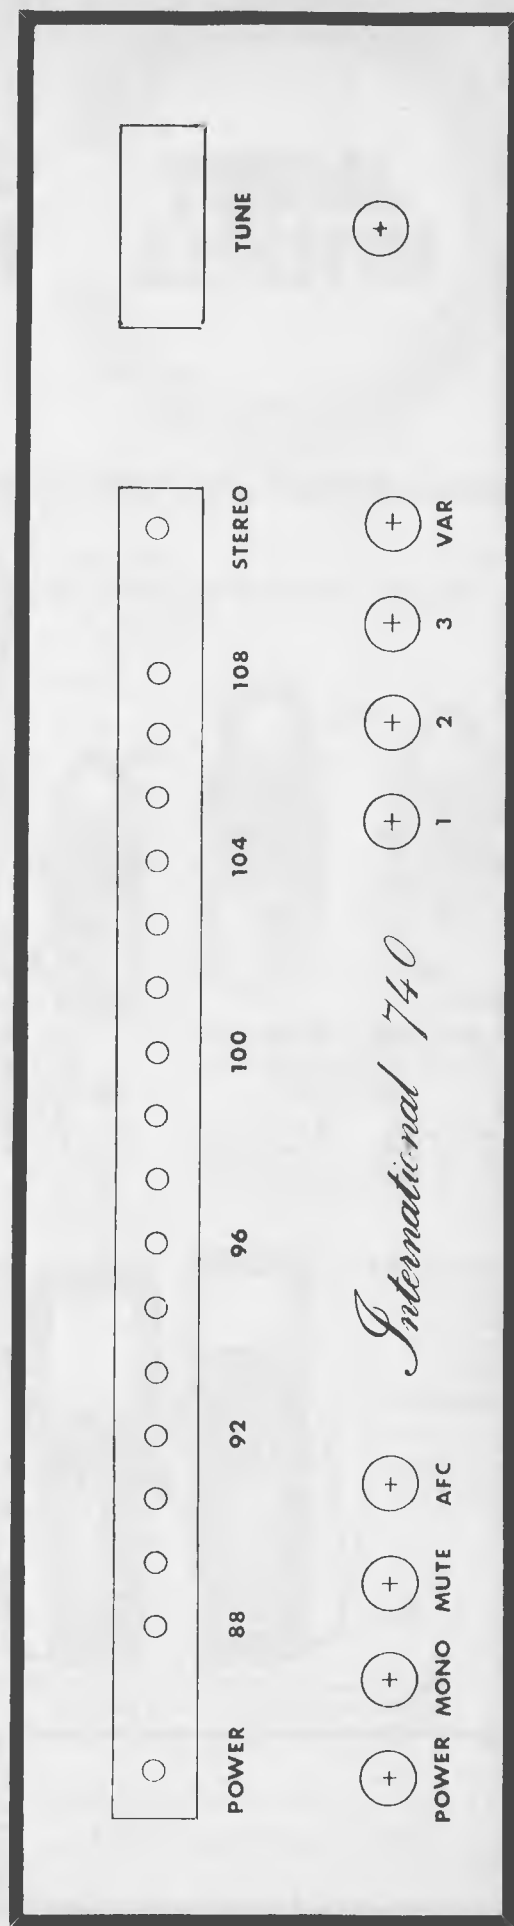 POWER 88 92 96 100 104 108 STEREO TUNE
International 740
POWER MONO MUTE AFC 1 2 3 VAR